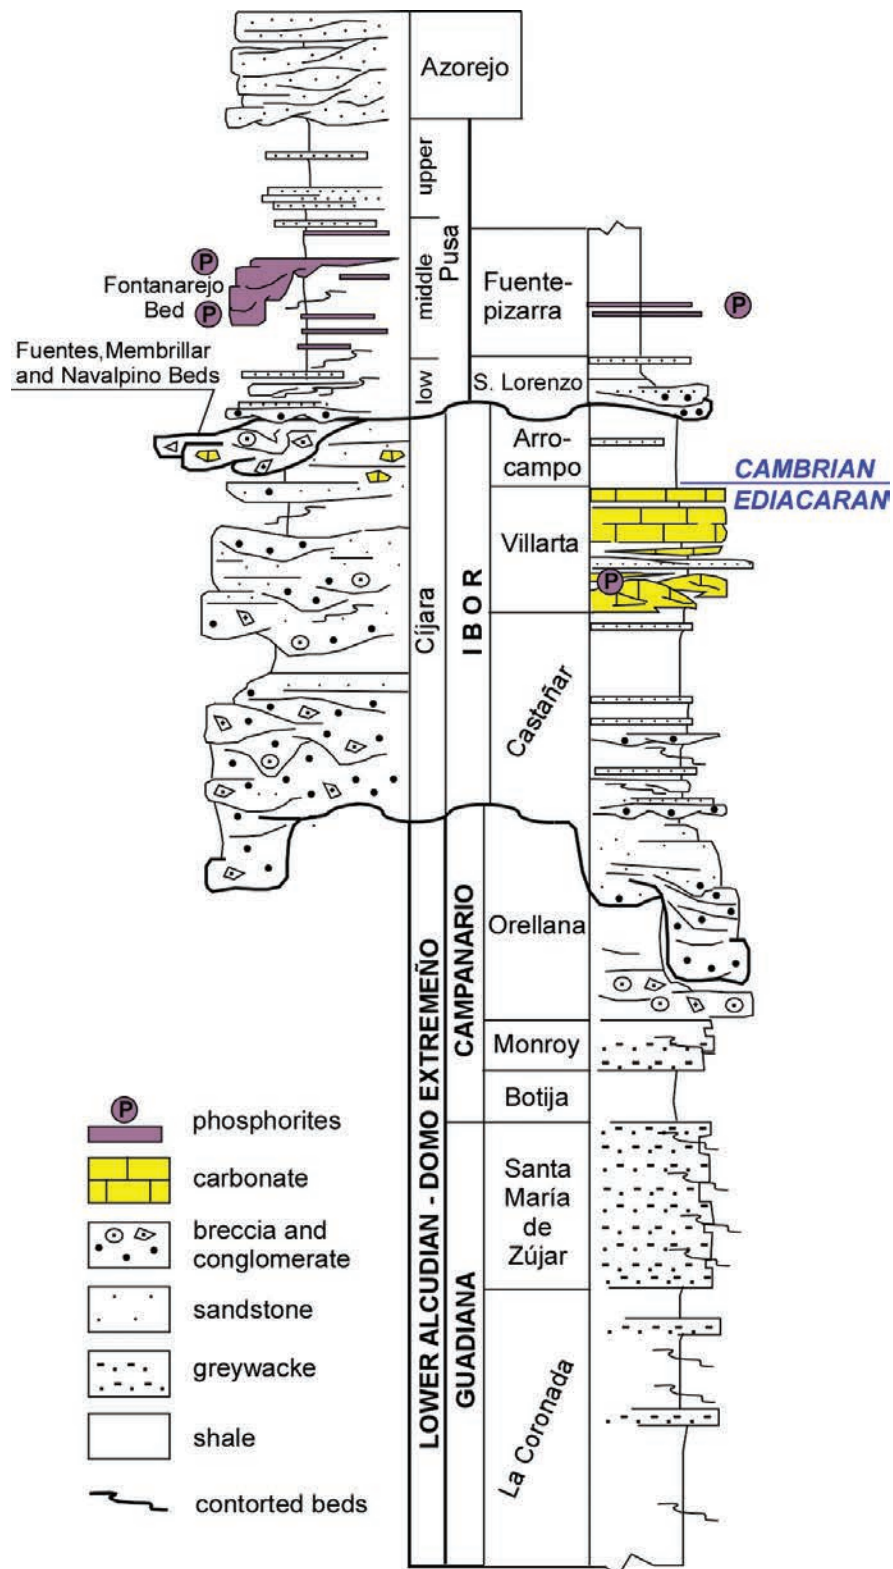 Azorejo
upper
middle
low
Pusa
P
Fontanarejo
Bed
P
Fuentes, Membrillar
and Navalpino Beds
Fuente-
pizarra
P
S. Lorenzo
Arro-
campo
CAMBRIAN
EDIACARAN
Villarta
P
Cíjara
IBOR
Castañar
LOWER ALCUDIAN - DOMO EXTREMEÑO
CAMPANARIO
Orellana
Monroy
Botija
GUADIANA
Santa
María
de
Zújar
La Coronada
P
phosphorites
carbonate
breccia and
conglomerate
sandstone
greywacke
shale
contorted beds